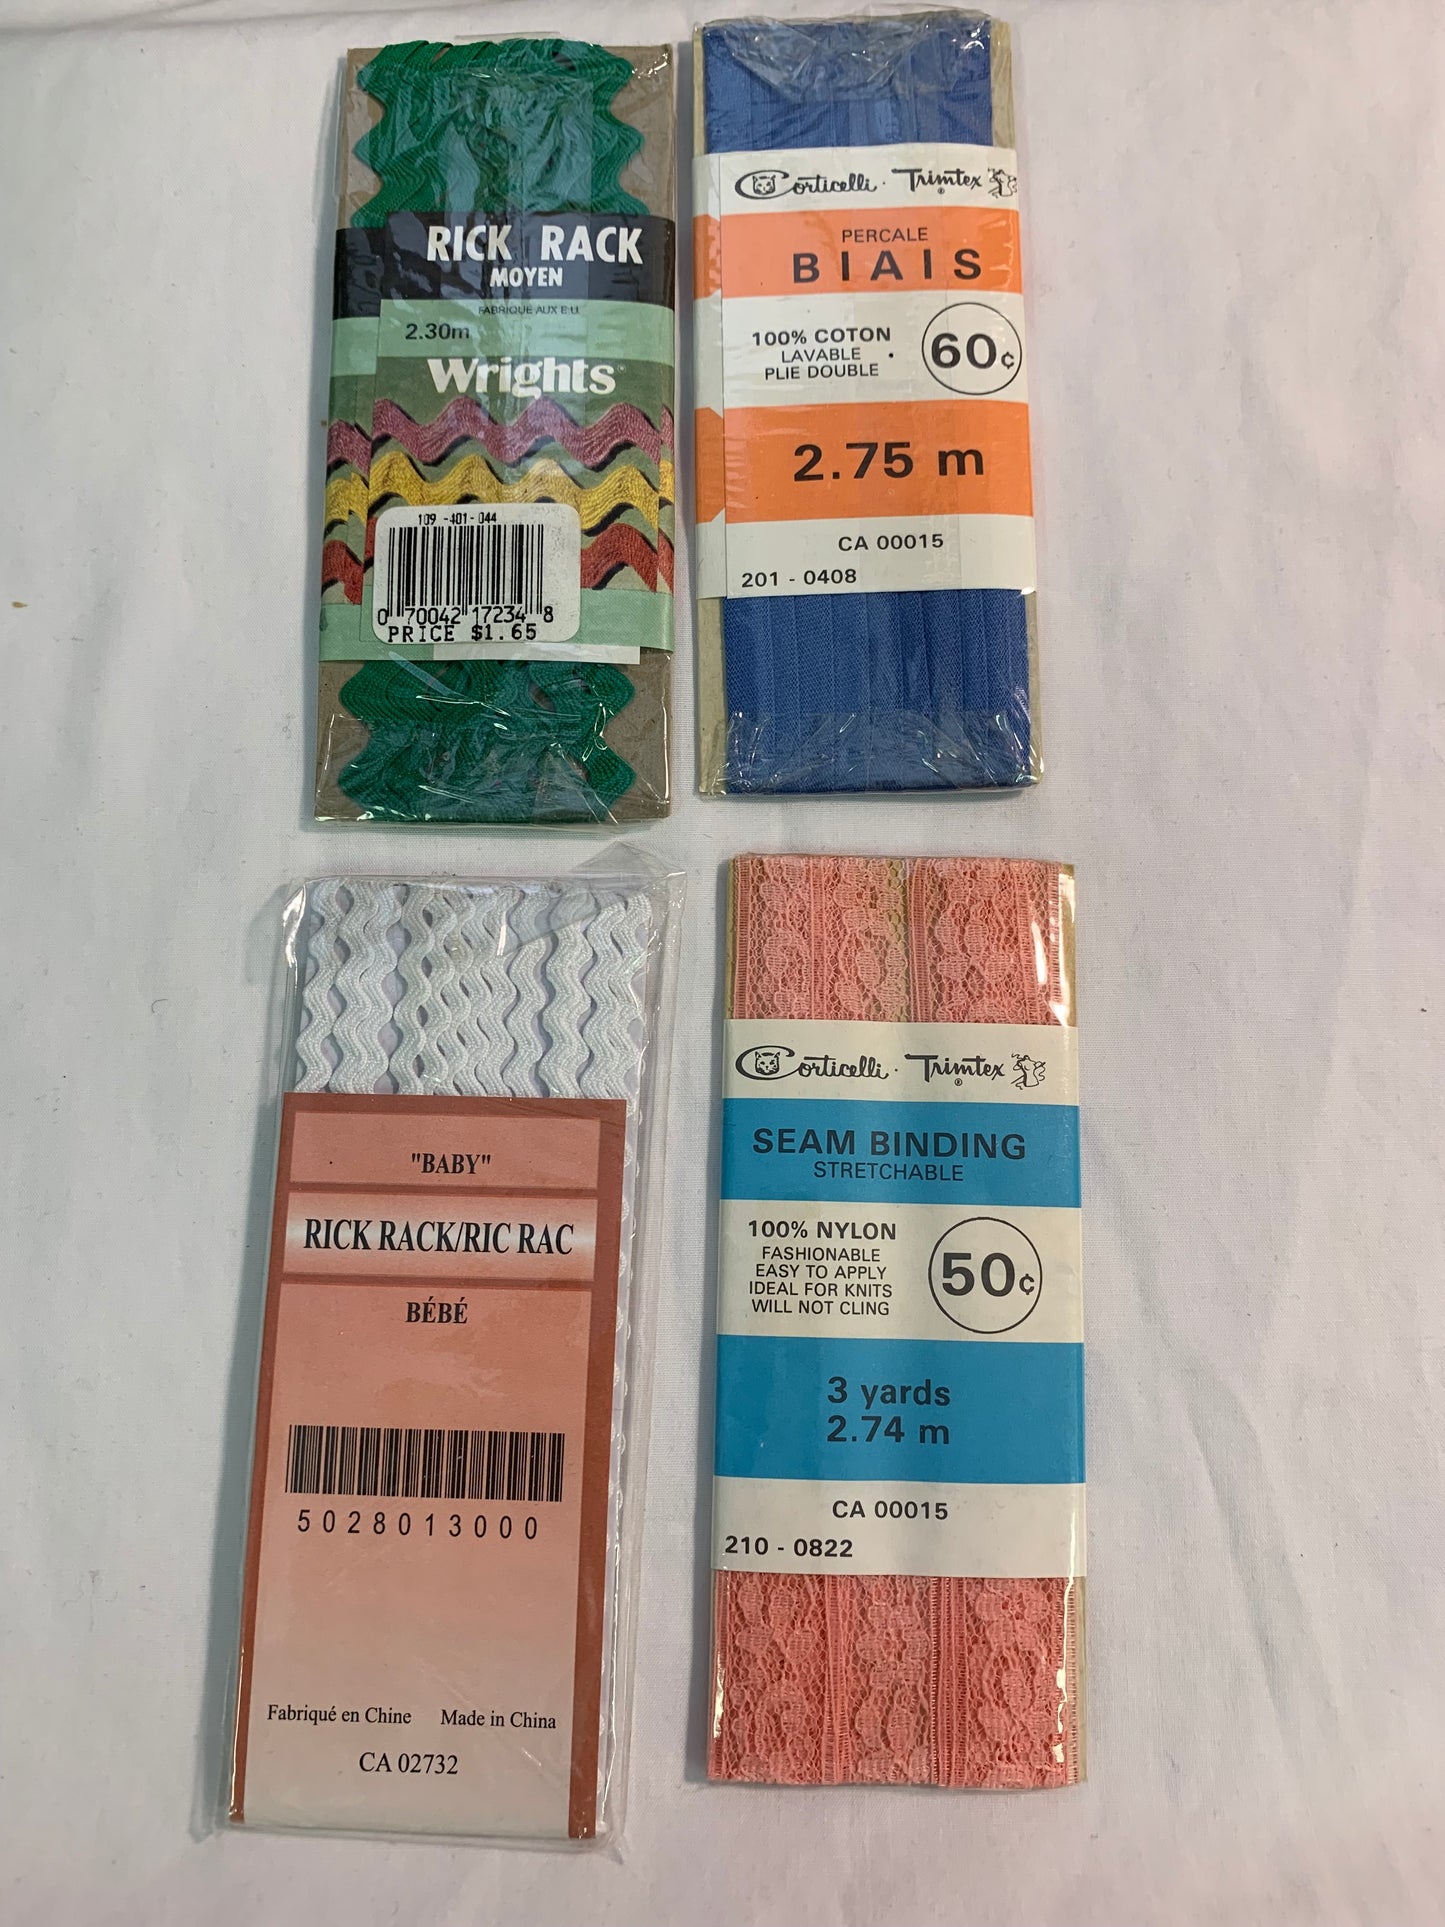 RICK RACK
MOYEN
FABRIQUÉ AUX E.U.
2.30m
Wrights®
109-401-044
0 70042 17234 8
PRICE $1.65
Corticelli · Trimtex®
PERCALE
BIAIS
100% COTON
LAVABLE
PLIE DOUBLE
60¢
2.75 m
CA 00015
201 - 0408
"BABY"
RICK RACK/RIC RAC
BÉBÉ
5028013000
Fabriqué en Chine Made in China
CA 02732
Corticelli · Trimtex®
SEAM BINDING
STRETCHABLE
100% NYLON
FASHIONABLE
EASY TO APPLY
IDEAL FOR KNITS
WILL NOT CLING
50¢
3 yards
2.74 m
CA 00015
210 - 0822